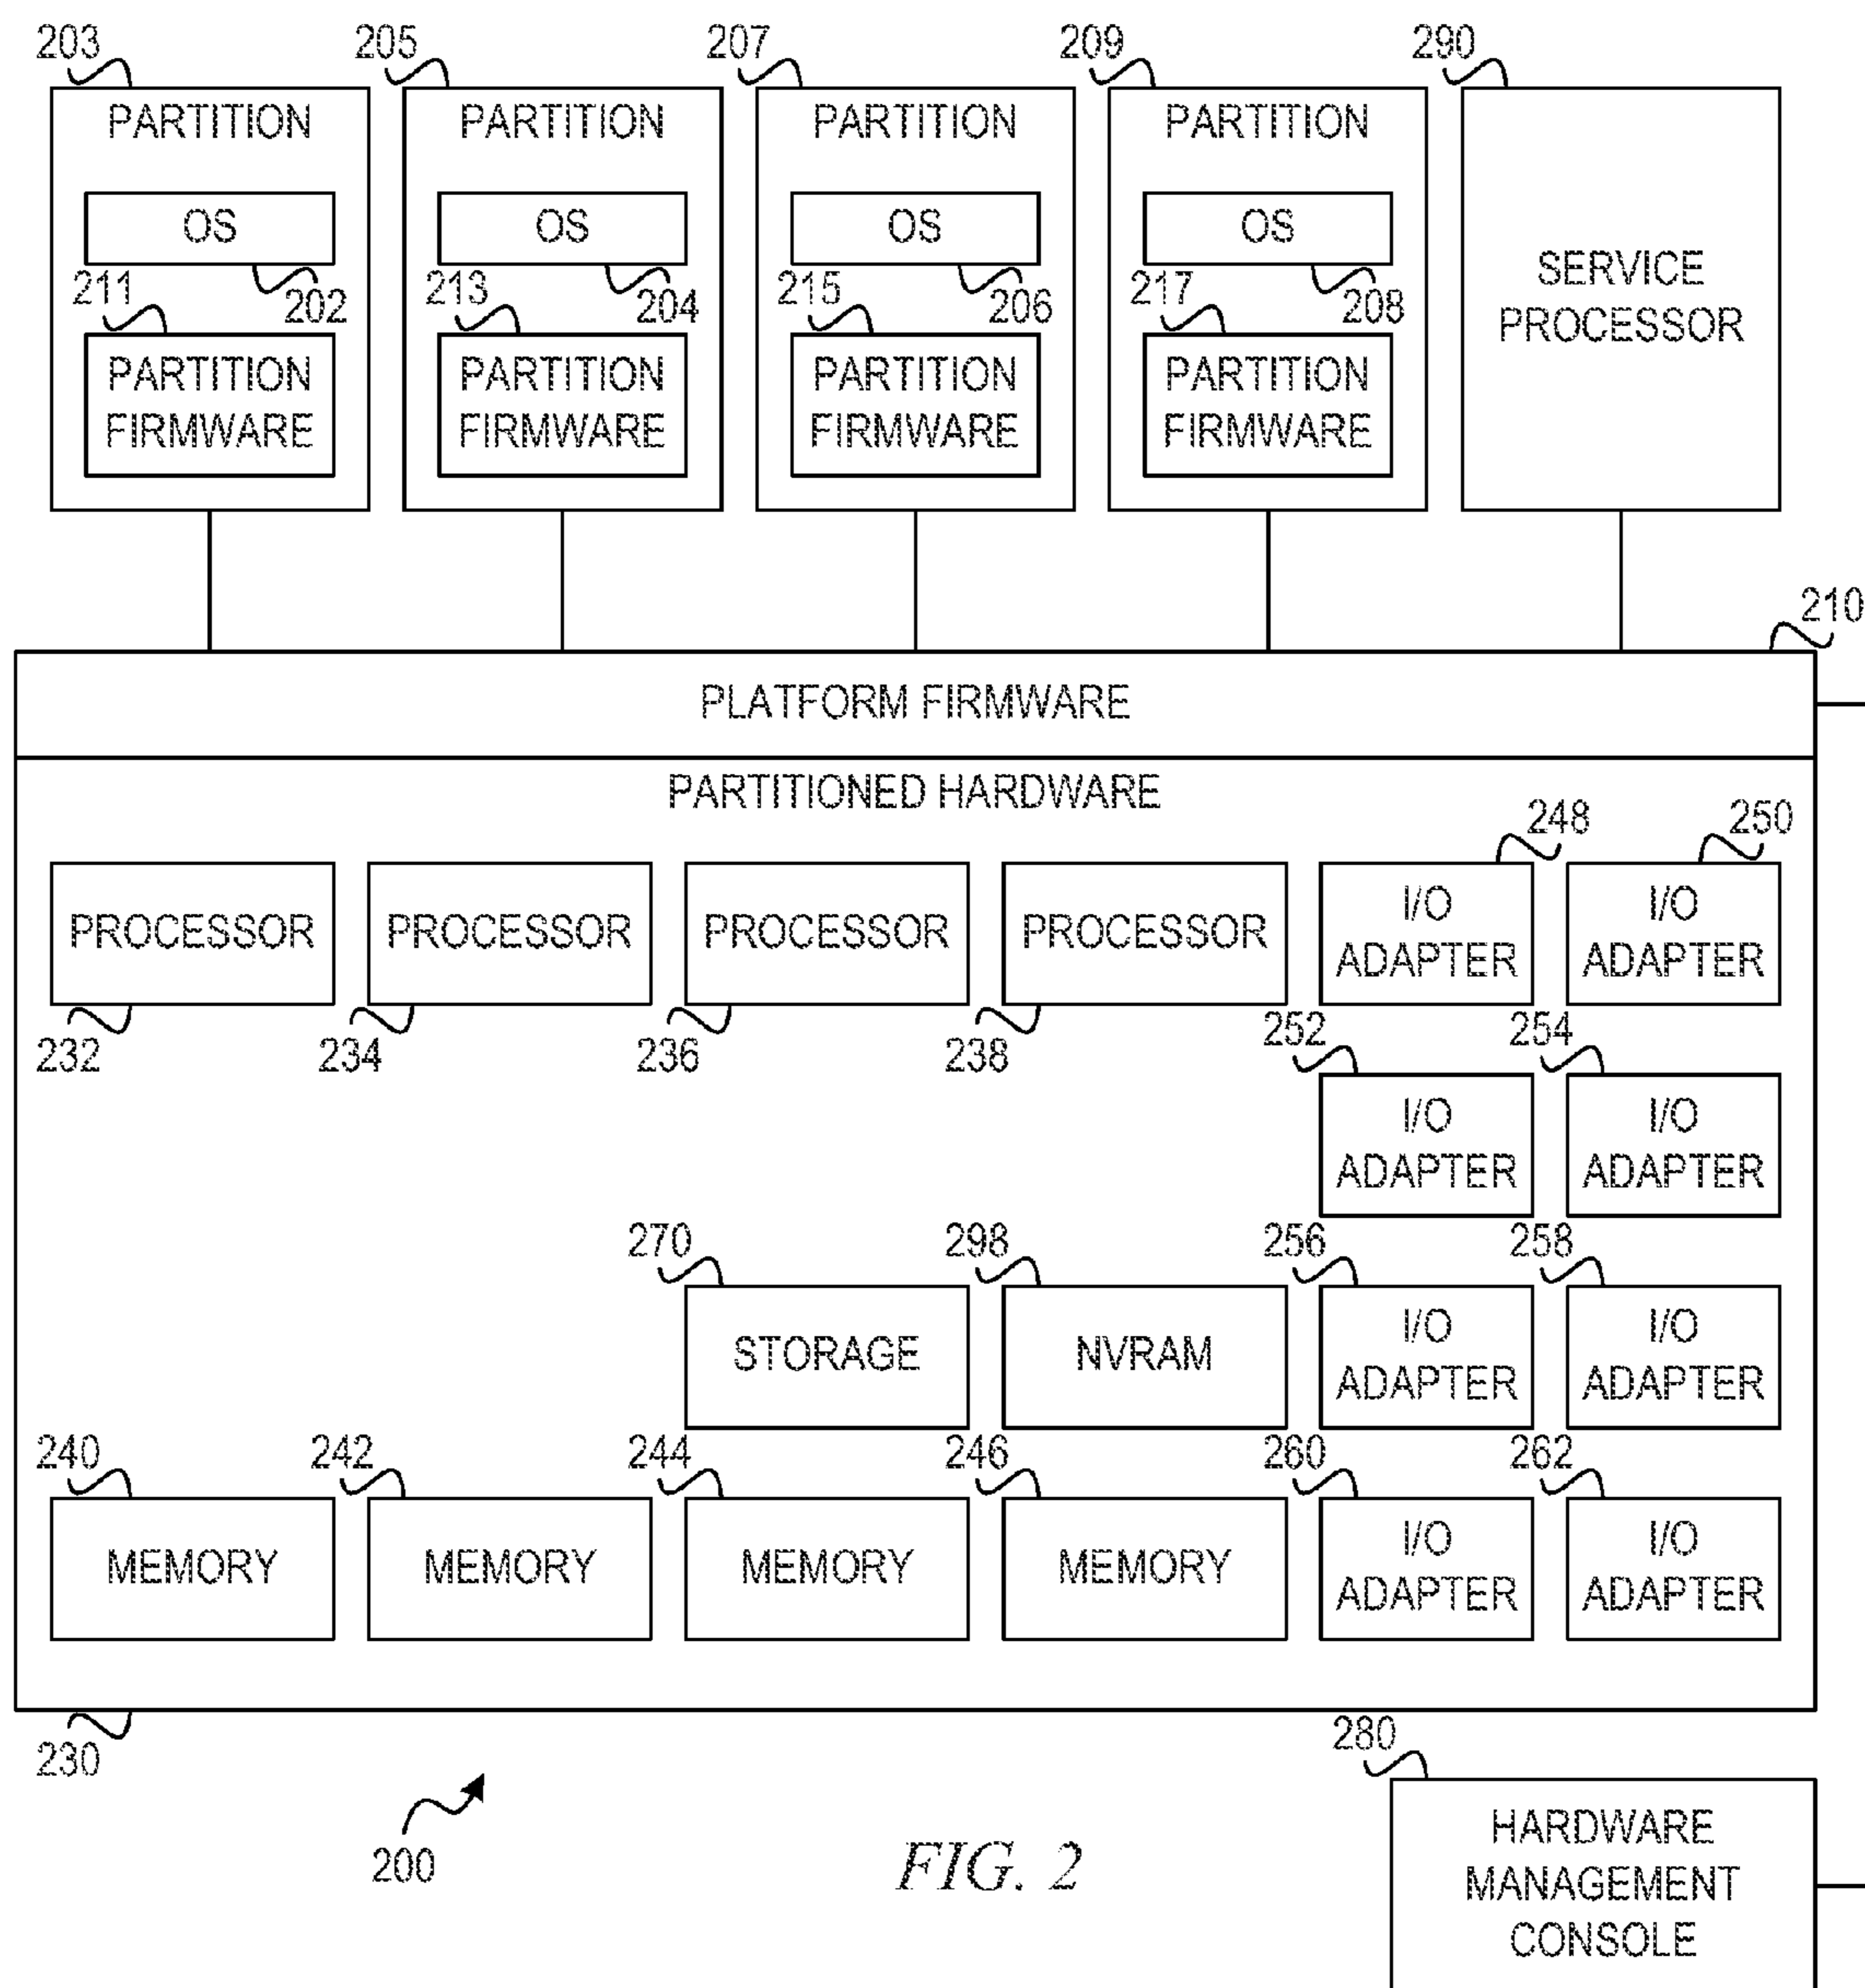 203 205 207 209 290
PARTITION PARTITION PARTITION PARTITION
OS OS OS OS
SERVICE
PROCESSOR
211 202 213 204 215 206 217 208
PARTITION PARTITION PARTITION PARTITION
FIRMWARE FIRMWARE FIRMWARE FIRMWARE
210
PLATFORM FIRMWARE
PARTITIONED HARDWARE
248 250
PROCESSOR PROCESSOR PROCESSOR PROCESSOR
I/O I/O
ADAPTER ADAPTER
232 234 236 238 252 254
I/O I/O
ADAPTER ADAPTER
270 298 256 258
STORAGE NVRAM
I/O I/O
ADAPTER ADAPTER
240 242 244 246 260 262
MEMORY MEMORY MEMORY MEMORY
I/O I/O
ADAPTER ADAPTER
230
280
200
FIG. 2
HARDWARE
MANAGEMENT
CONSOLE